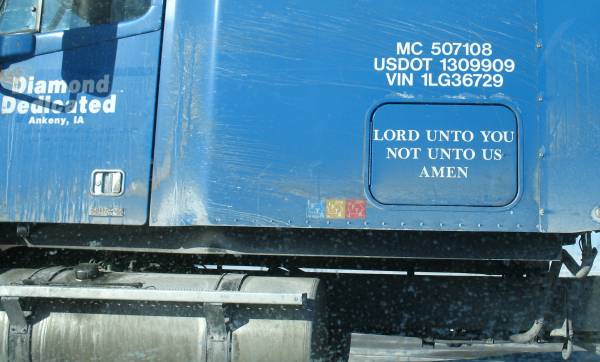 Diamond
Dedicated
Ankeny, IA
MC 507108
USDOT 1309909
VIN 1LG36729
LORD UNTO YOU
NOT UNTO US
AMEN